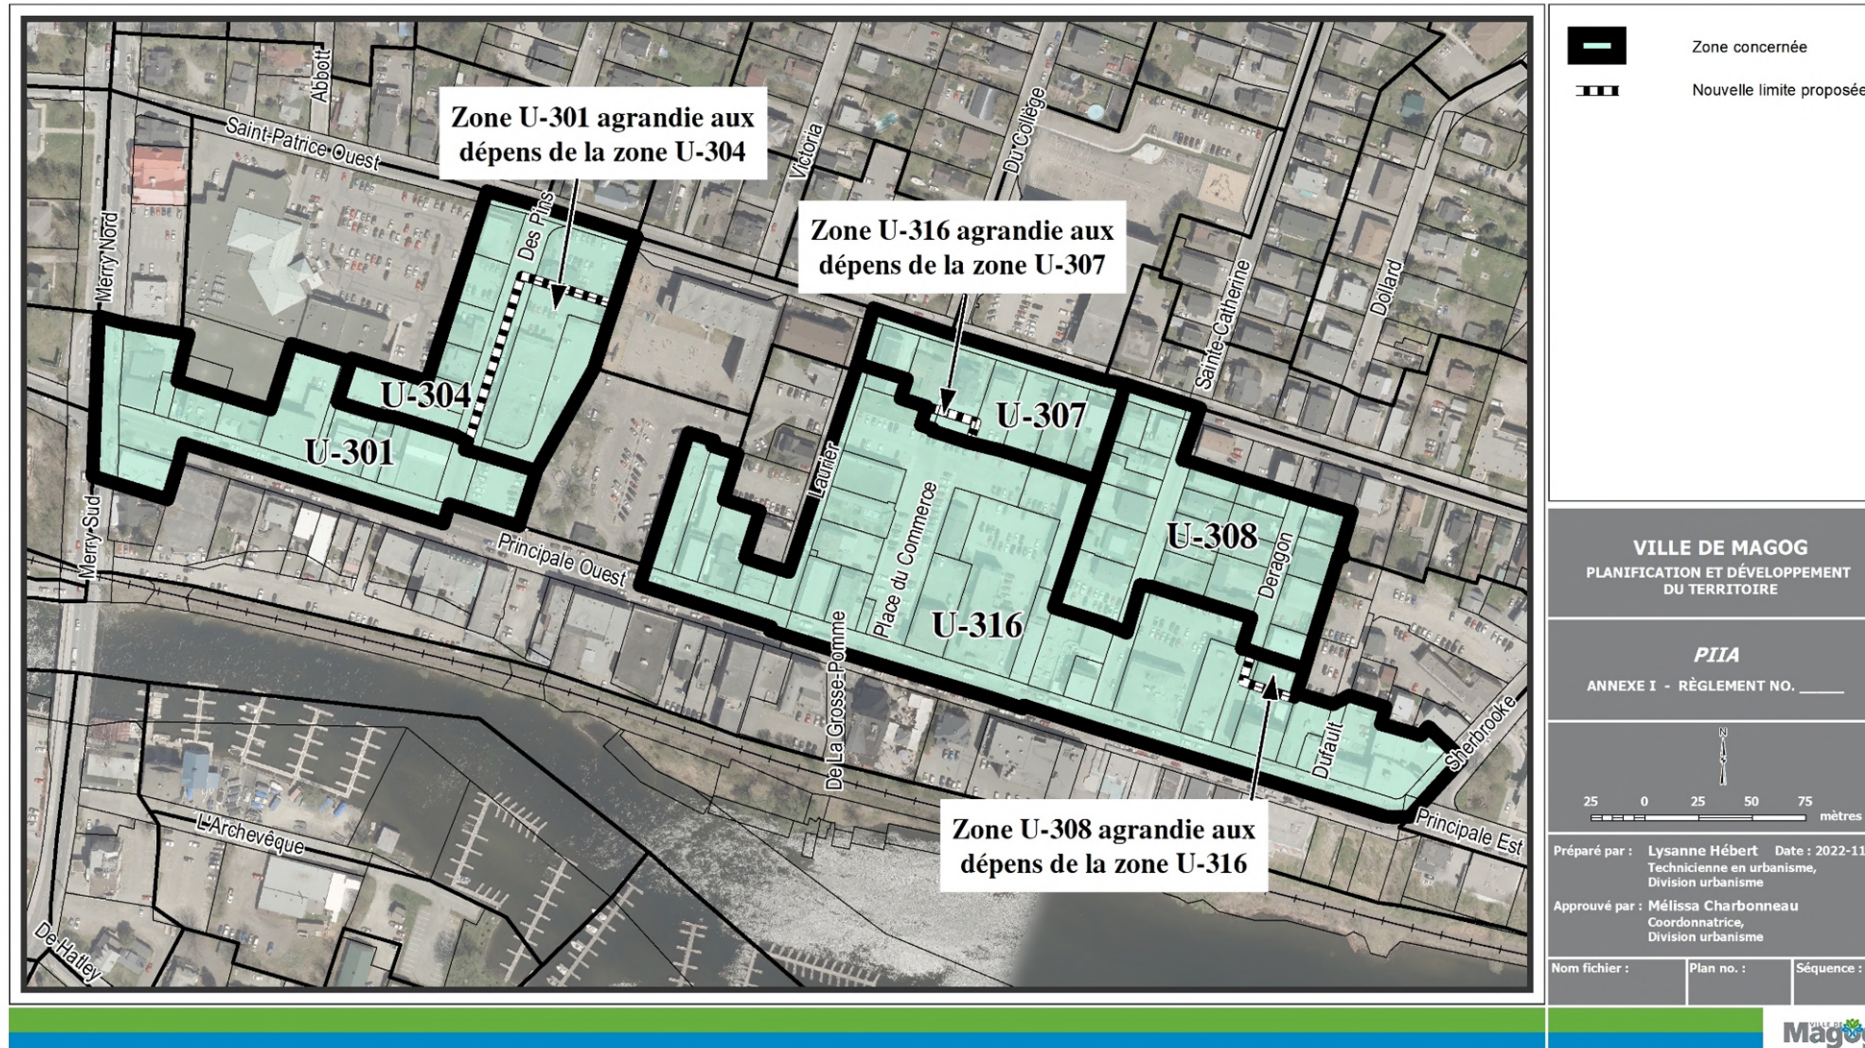 Zone concernée
Nouvelle limite proposée
Zone U-301 agrandie aux
dépens de la zone U-304
Zone U-316 agrandie aux
dépens de la zone U-307
Zone U-308 agrandie aux
dépens de la zone U-316
Abbott
Saint-Patrice Ouest
Merry Nord
Des Pins
Victoria
Du Collège
Sainte-Catherine
Dollard
U-304
U-301
U-307
U-308
U-316
Laurier
Place du Commerce
Deragon
Merry Sud
Principale Ouest
De La Grosse-Pomme
Dufault
Sherbrooke
Principale Est
L'Archevêque
De Hatley
VILLE DE MAGOG
PLANIFICATION ET DÉVELOPPEMENT
DU TERRITOIRE
PIIA
ANNEXE I - RÈGLEMENT NO. _____
N
25 0 25 50 75
mètres
Préparé par : Lysanne Hébert Date : 2022-11
Technicienne en urbanisme,
Division urbanisme
Approuvé par : Mélissa Charbonneau
Coordonnatrice,
Division urbanisme
Nom fichier : Plan no. : Séquence :
VILLE DE
Magog